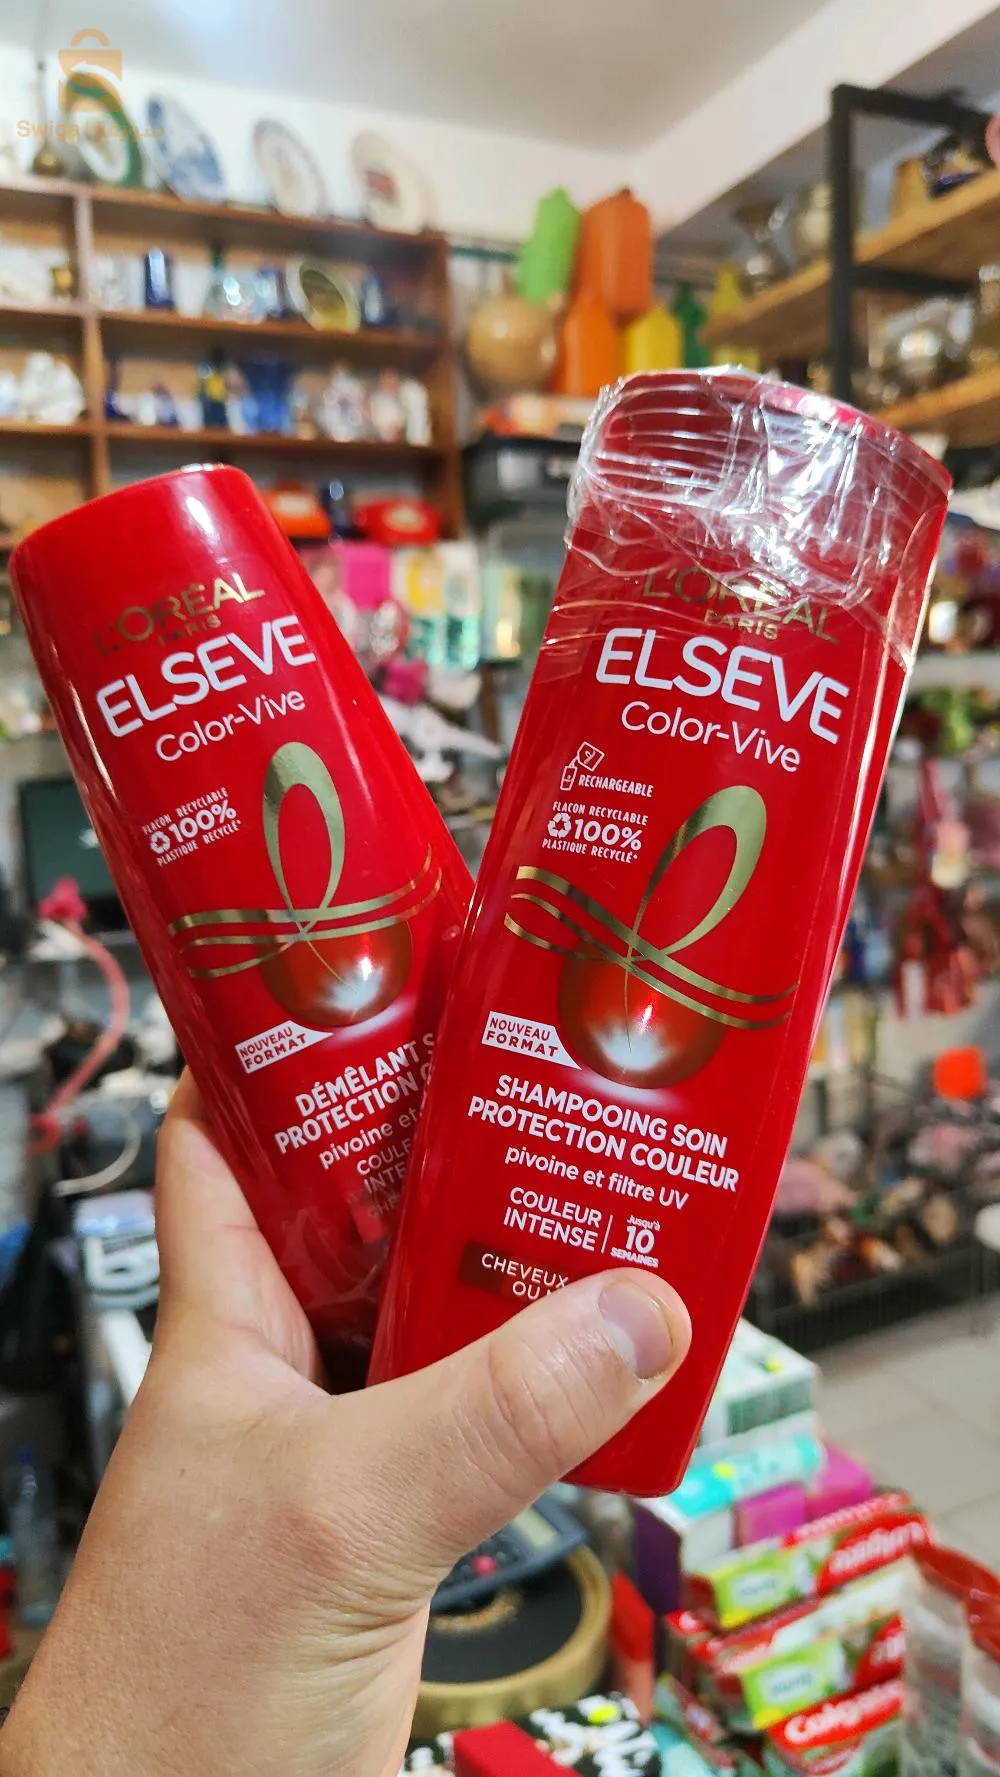 L'ORÉAL
PARIS
ELSEVE
Color-Vive
FLACON RECYCLABLE
100%
PLASTIQUE RECYCLÉ*
NOUVEAU
FORMAT
DÉMÊLANT
PROTECTION
pivoine et
L'ORÉAL
PARIS
ELSEVE
Color-Vive
RECHARGEABLE
FLACON RECYCLABLE
100%
PLASTIQUE RECYCLÉ*
NOUVEAU
FORMAT
SHAMPOOING SOIN
PROTECTION COULEUR
pivoine et filtre UV
COULEUR
INTENSE
Jusqu'à
10
SEMAINES
CHEVEUX
OU
Colgate